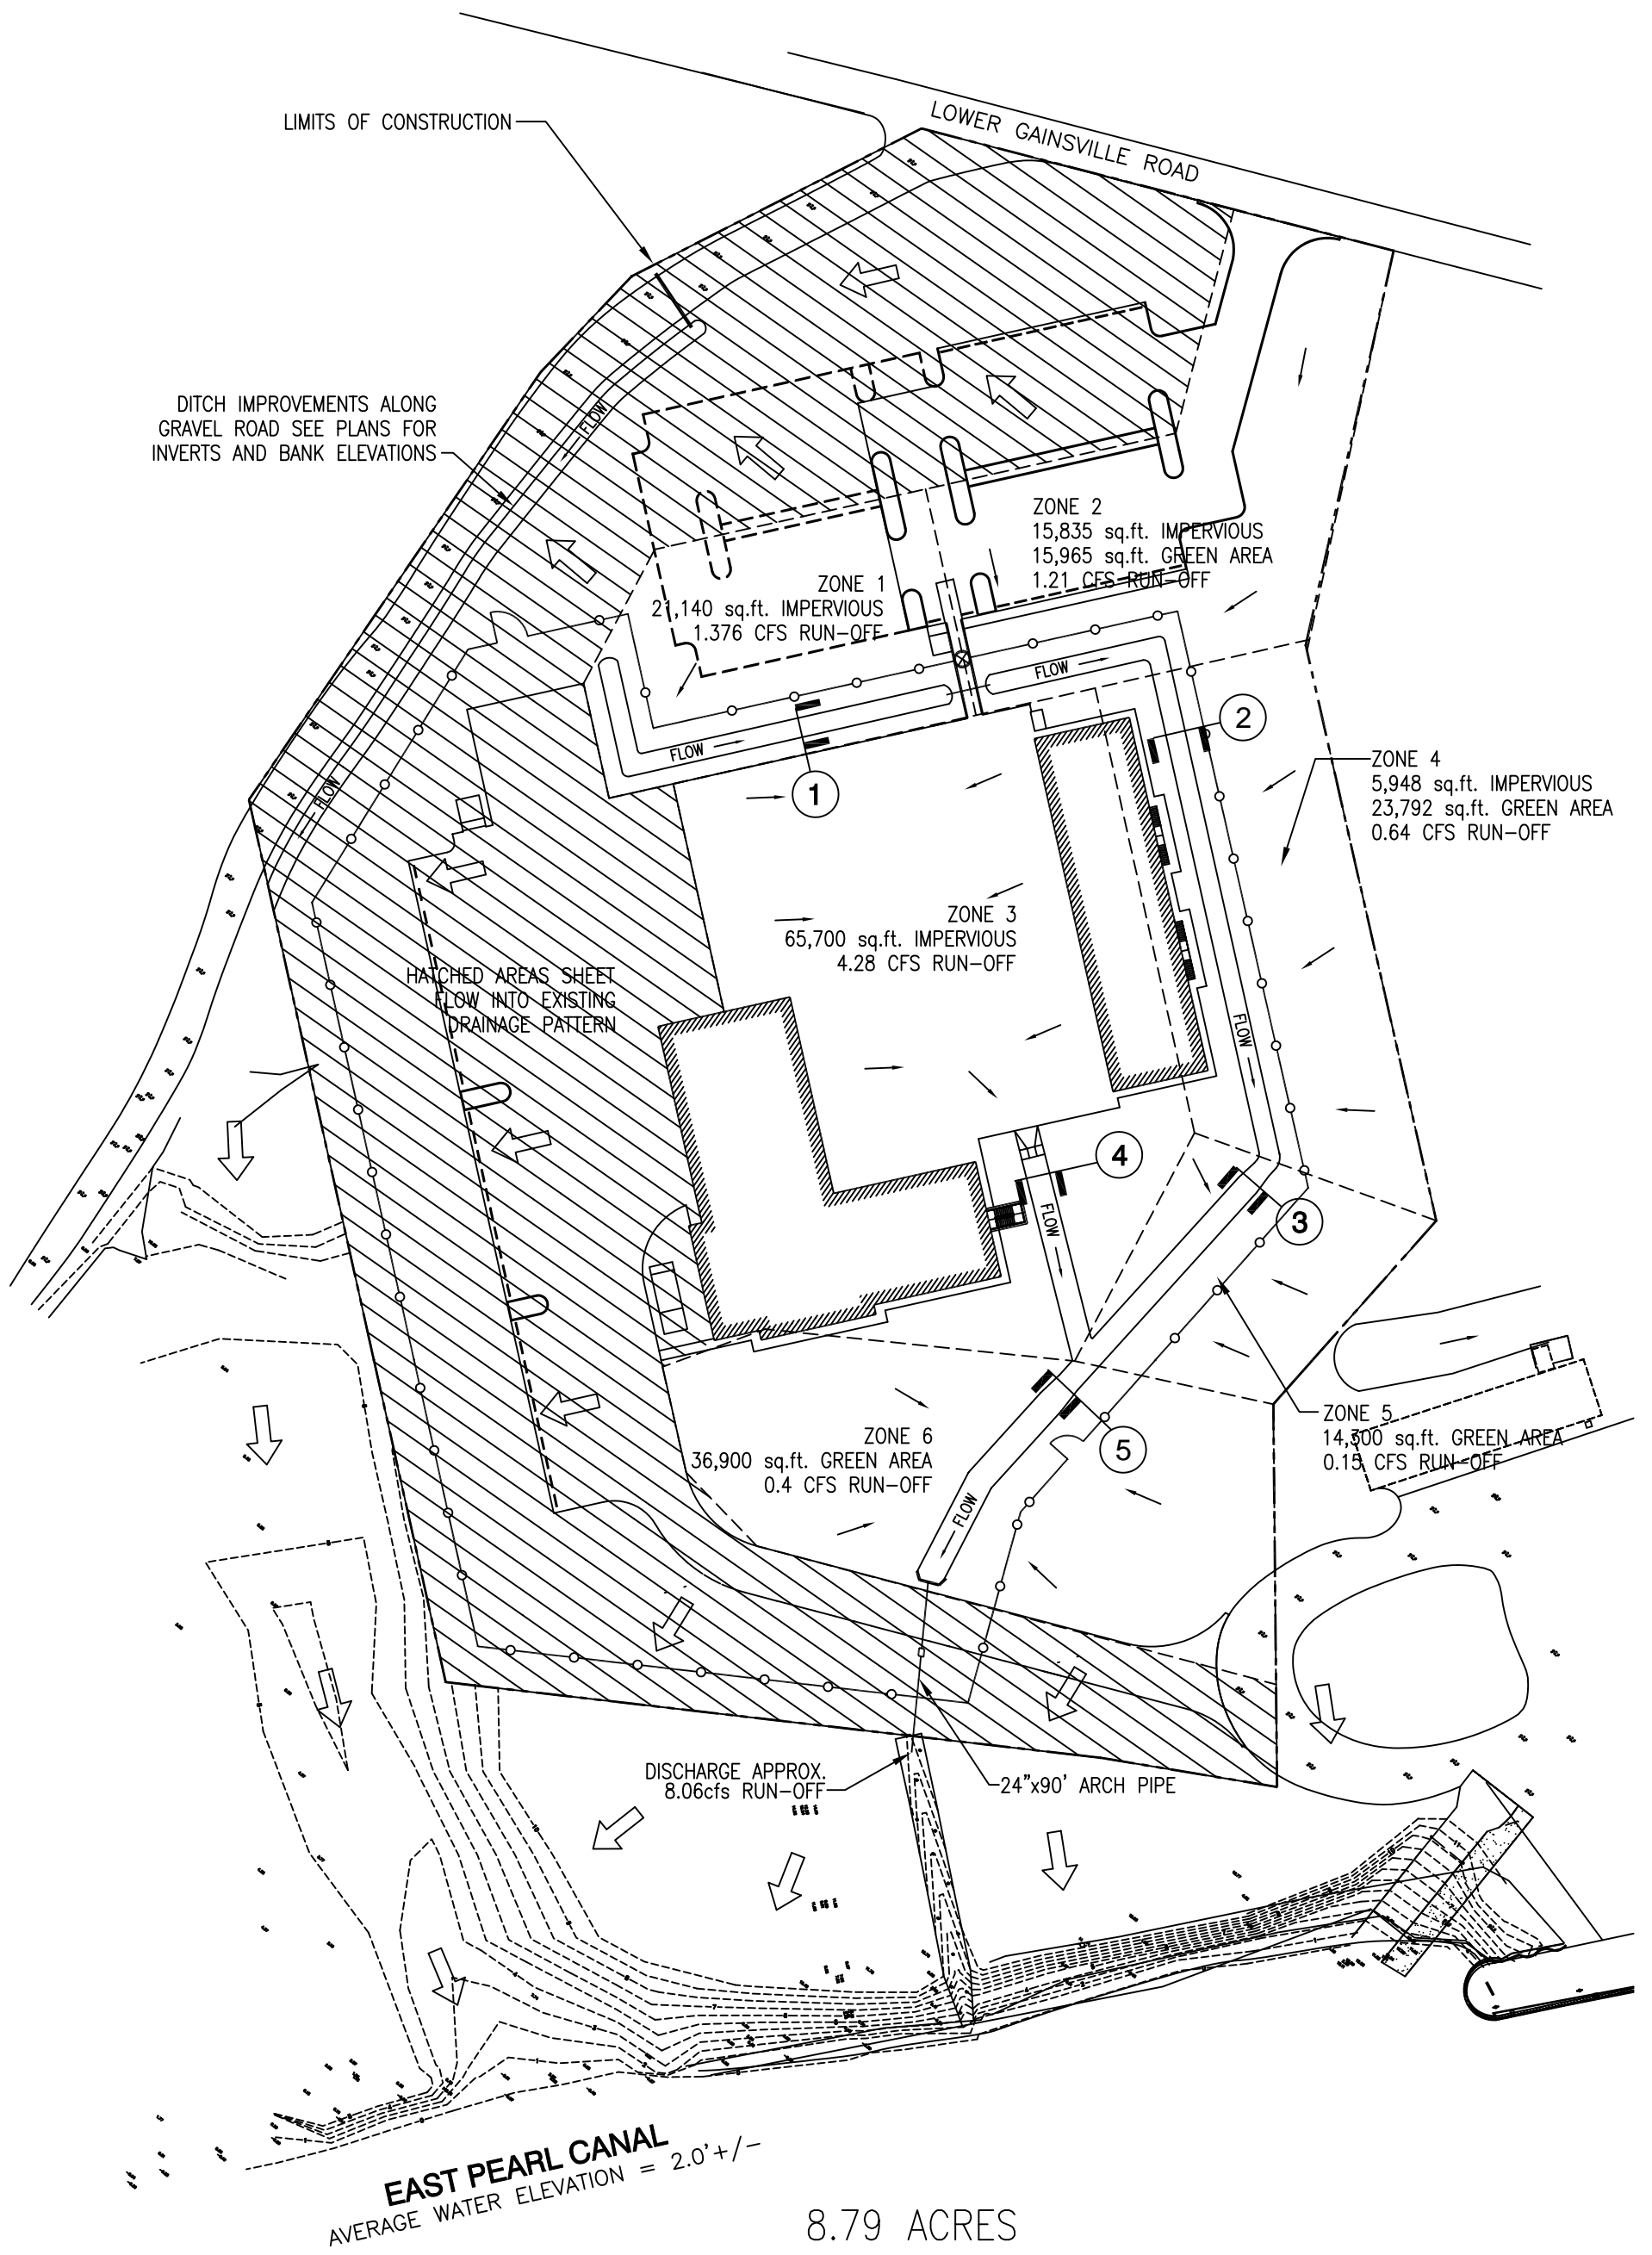 LOWER GAINSVILLE ROAD
LIMITS OF CONSTRUCTION
DITCH IMPROVEMENTS ALONG
GRAVEL ROAD SEE PLANS FOR
INVERTS AND BANK ELEVATIONS
FLOW
ZONE 2
15,835 sq.ft. IMPERVIOUS
15,965 sq.ft. GREEN AREA
1.21 CFS RUN-OFF
ZONE 1
21,140 sq.ft. IMPERVIOUS
1.376 CFS RUN-OFF
FLOW
FLOW
2
1
FLOW
ZONE 4
5,948 sq.ft. IMPERVIOUS
23,792 sq.ft. GREEN AREA
0.64 CFS RUN-OFF
ZONE 3
65,700 sq.ft. IMPERVIOUS
4.28 CFS RUN-OFF
HATCHED AREAS SHEET
FLOW INTO EXISTING
DRAINAGE PATTERN
FLOW
4
FLOW
3
ZONE 5
14,300 sq.ft. GREEN AREA
0.15 CFS RUN-OFF
ZONE 6
36,900 sq.ft. GREEN AREA
0.4 CFS RUN-OFF
5
FLOW
DISCHARGE APPROX.
8.06cfs RUN-OFF
24"x90' ARCH PIPE
EAST PEARL CANAL
AVERAGE WATER ELEVATION = 2.0'+/-
8.79 ACRES